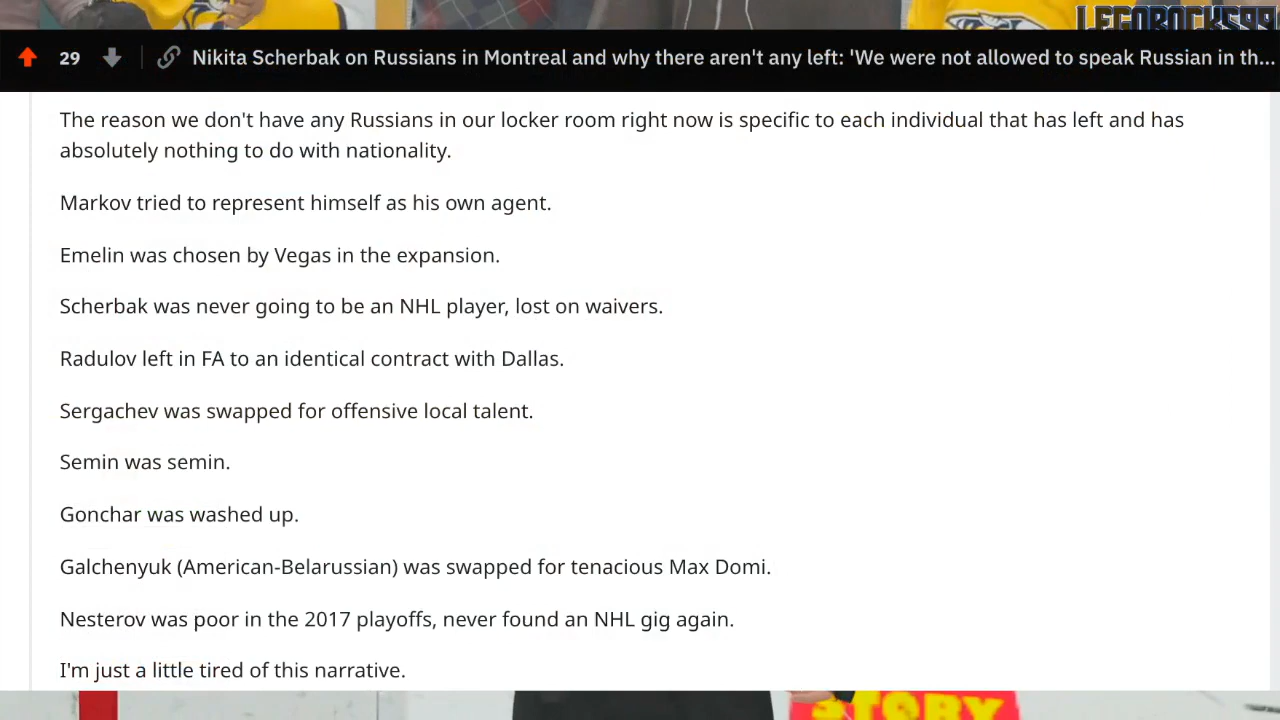 LEGOROCKS99
29
Nikita Scherbak on Russians in Montreal and why there aren't any left: 'We were not allowed to speak Russian in th...
The reason we don't have any Russians in our locker room right now is specific to each individual that has left and has
absolutely nothing to do with nationality.
Markov tried to represent himself as his own agent.
Emelin was chosen by Vegas in the expansion.
Scherbak was never going to be an NHL player, lost on waivers.
Radulov left in FA to an identical contract with Dallas.
Sergachev was swapped for offensive local talent.
Semin was semin.
Gonchar was washed up.
Galchenyuk (American-Belarussian) was swapped for tenacious Max Domi.
Nesterov was poor in the 2017 playoffs, never found an NHL gig again.
I'm just a little tired of this narrative.
STORY